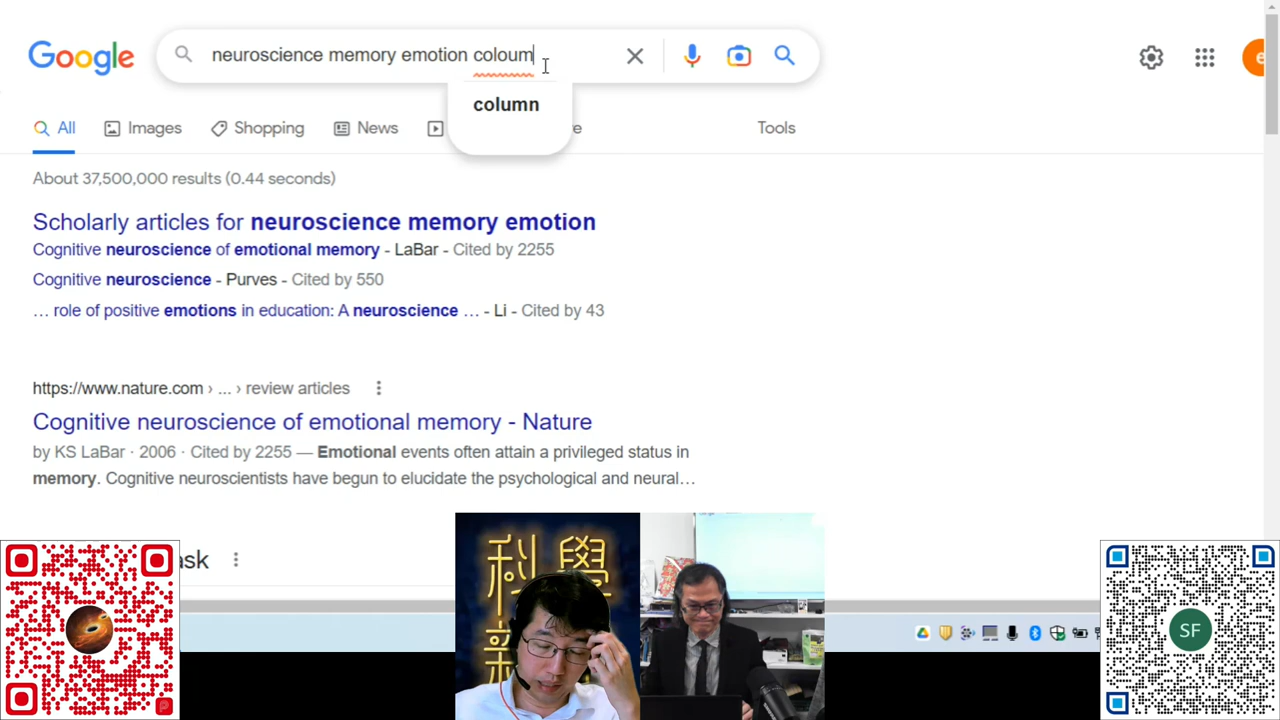 Google
neuroscience memory emotion coloum
e
column
All
Images
Shopping
News
re
Tools
About 37,500,000 results (0.44 seconds)
Scholarly articles for neuroscience memory emotion
Cognitive neuroscience of emotional memory - LaBar - Cited by 2255
Cognitive neuroscience - Purves - Cited by 550
… role of positive emotions in education: A neuroscience … - Li - Cited by 43
https://www.nature.com › ... › review articles
Cognitive neuroscience of emotional memory - Nature
by KS LaBar · 2006 · Cited by 2255 — Emotional events often attain a privileged status in
memory. Cognitive neuroscientists have begun to elucidate the psychological and neural…
ask
科學
新
SF